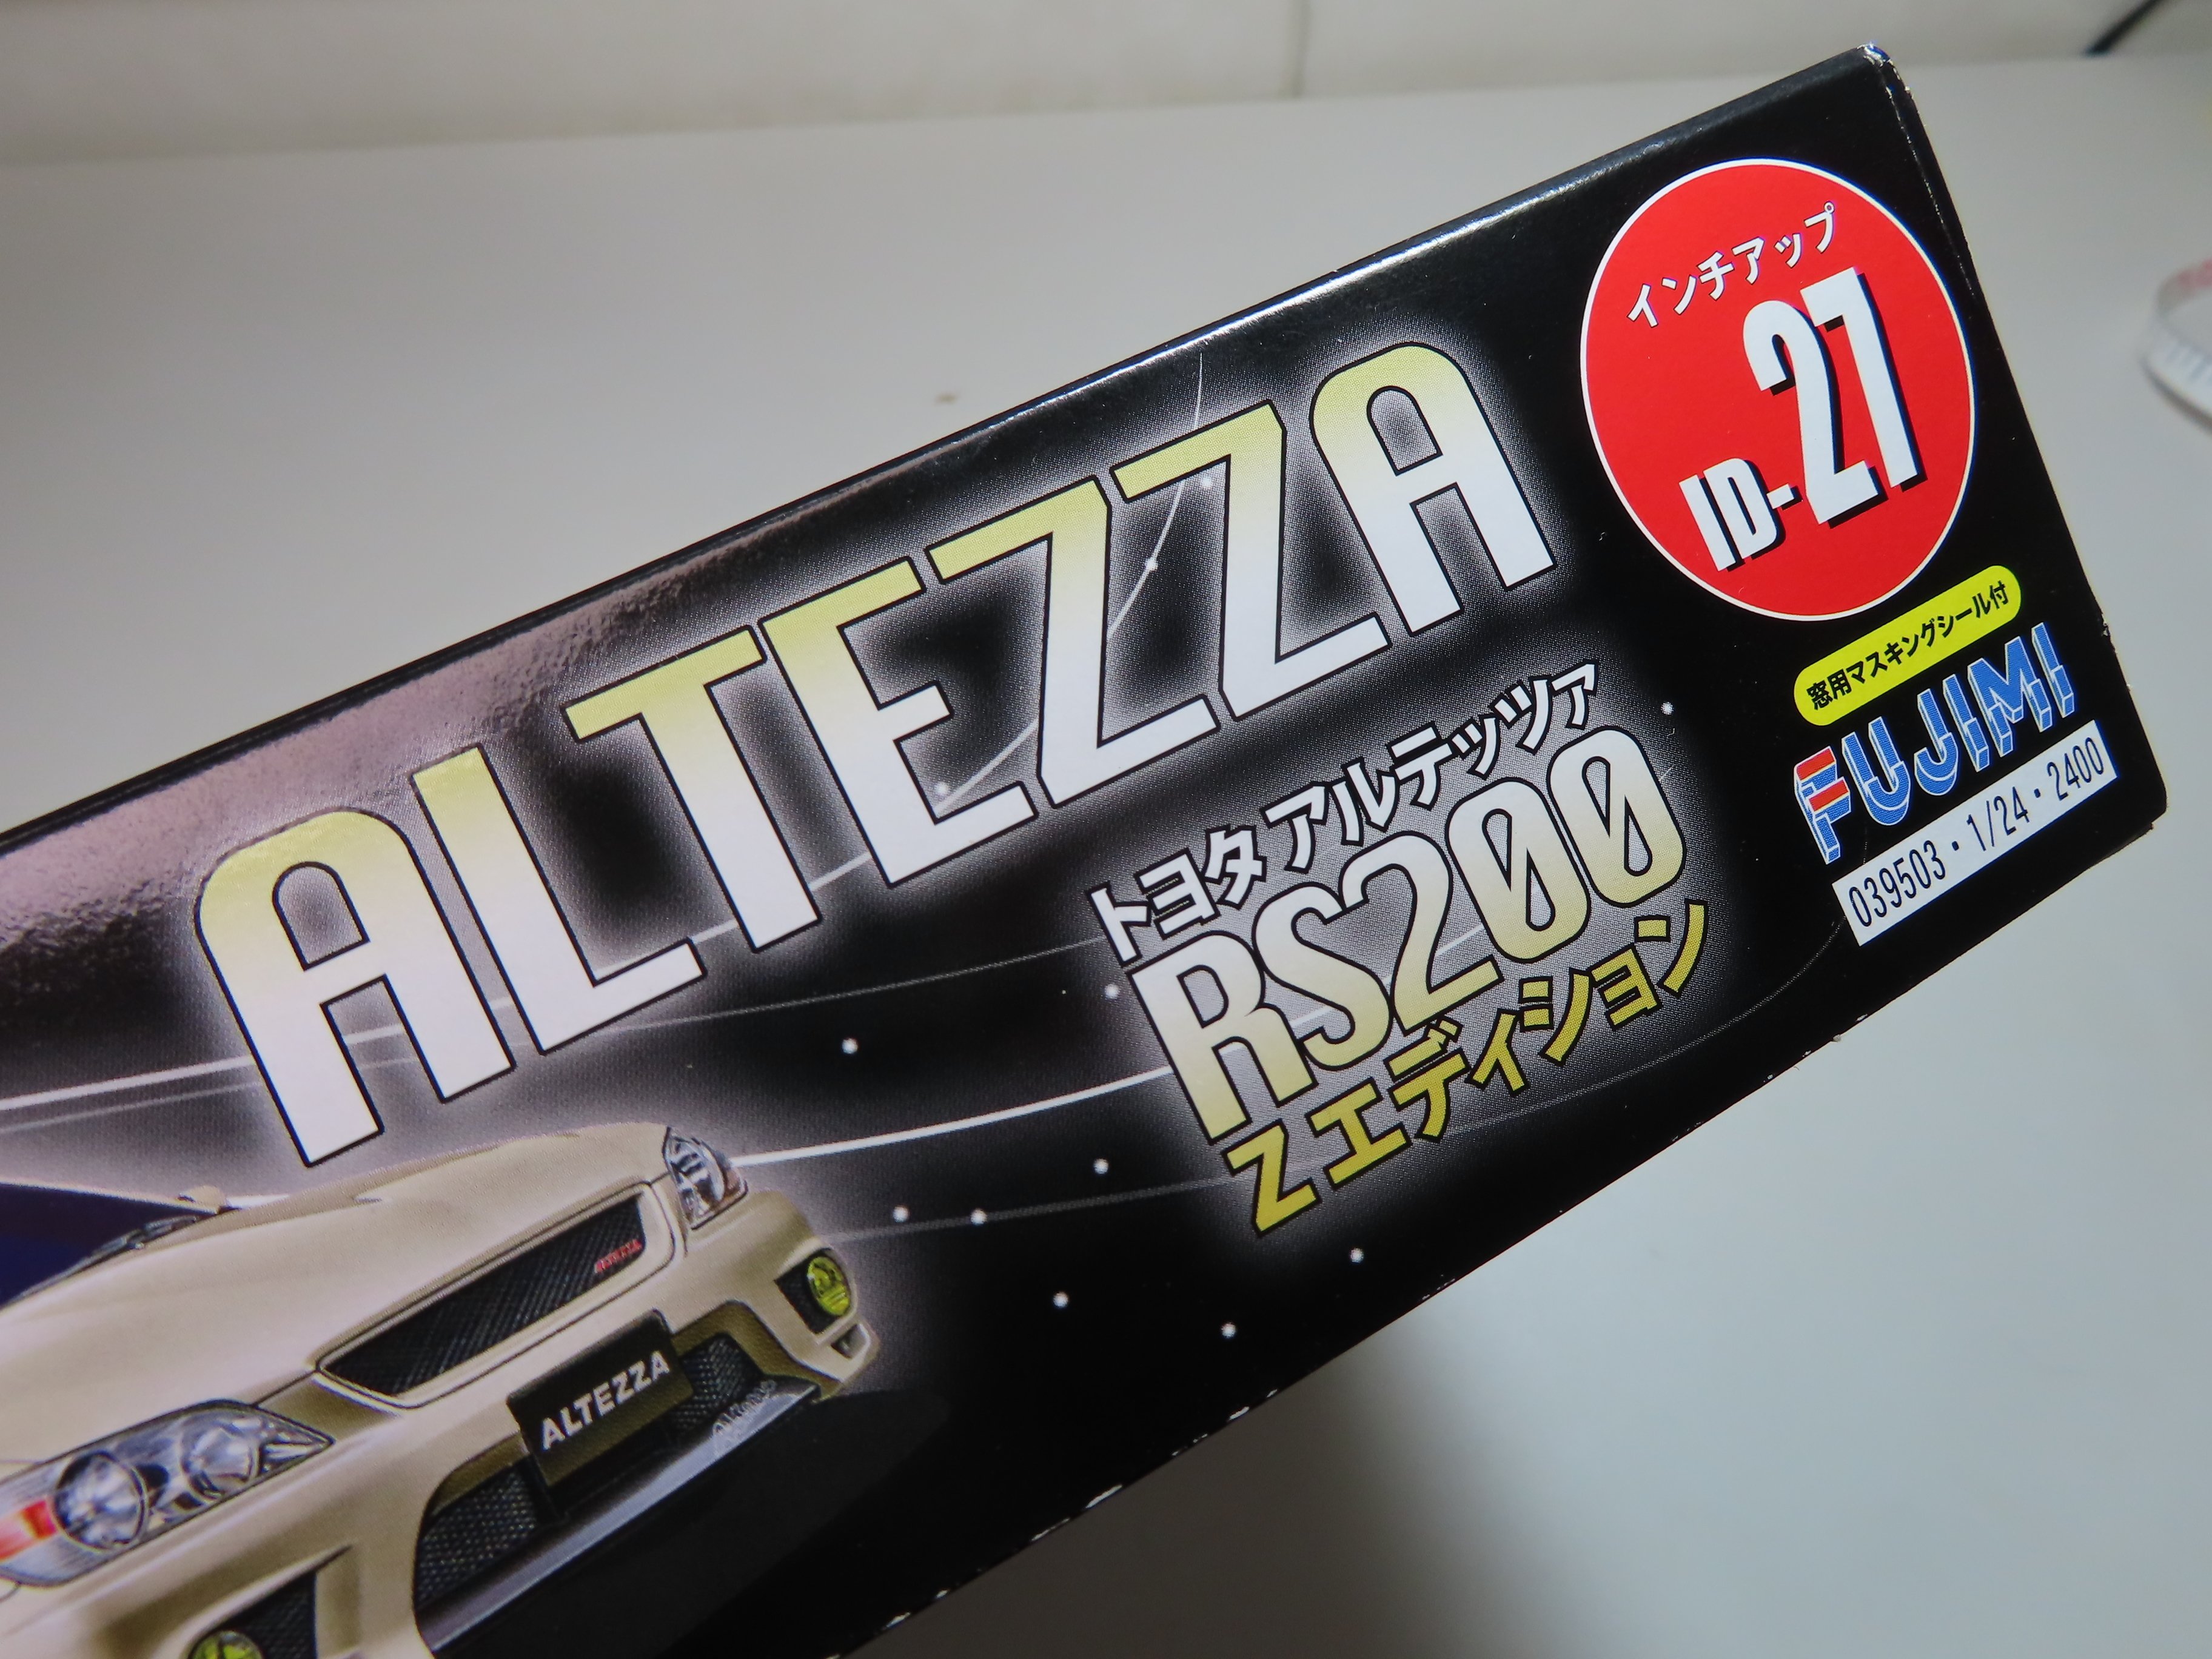 ALTEZZA
トヨタ アルテッツァ
RS200
Z エディション
インチアップ
ID-27
窓用マスキングシール付
FUJIMI
039503・1/24・2400
ALTEZZA